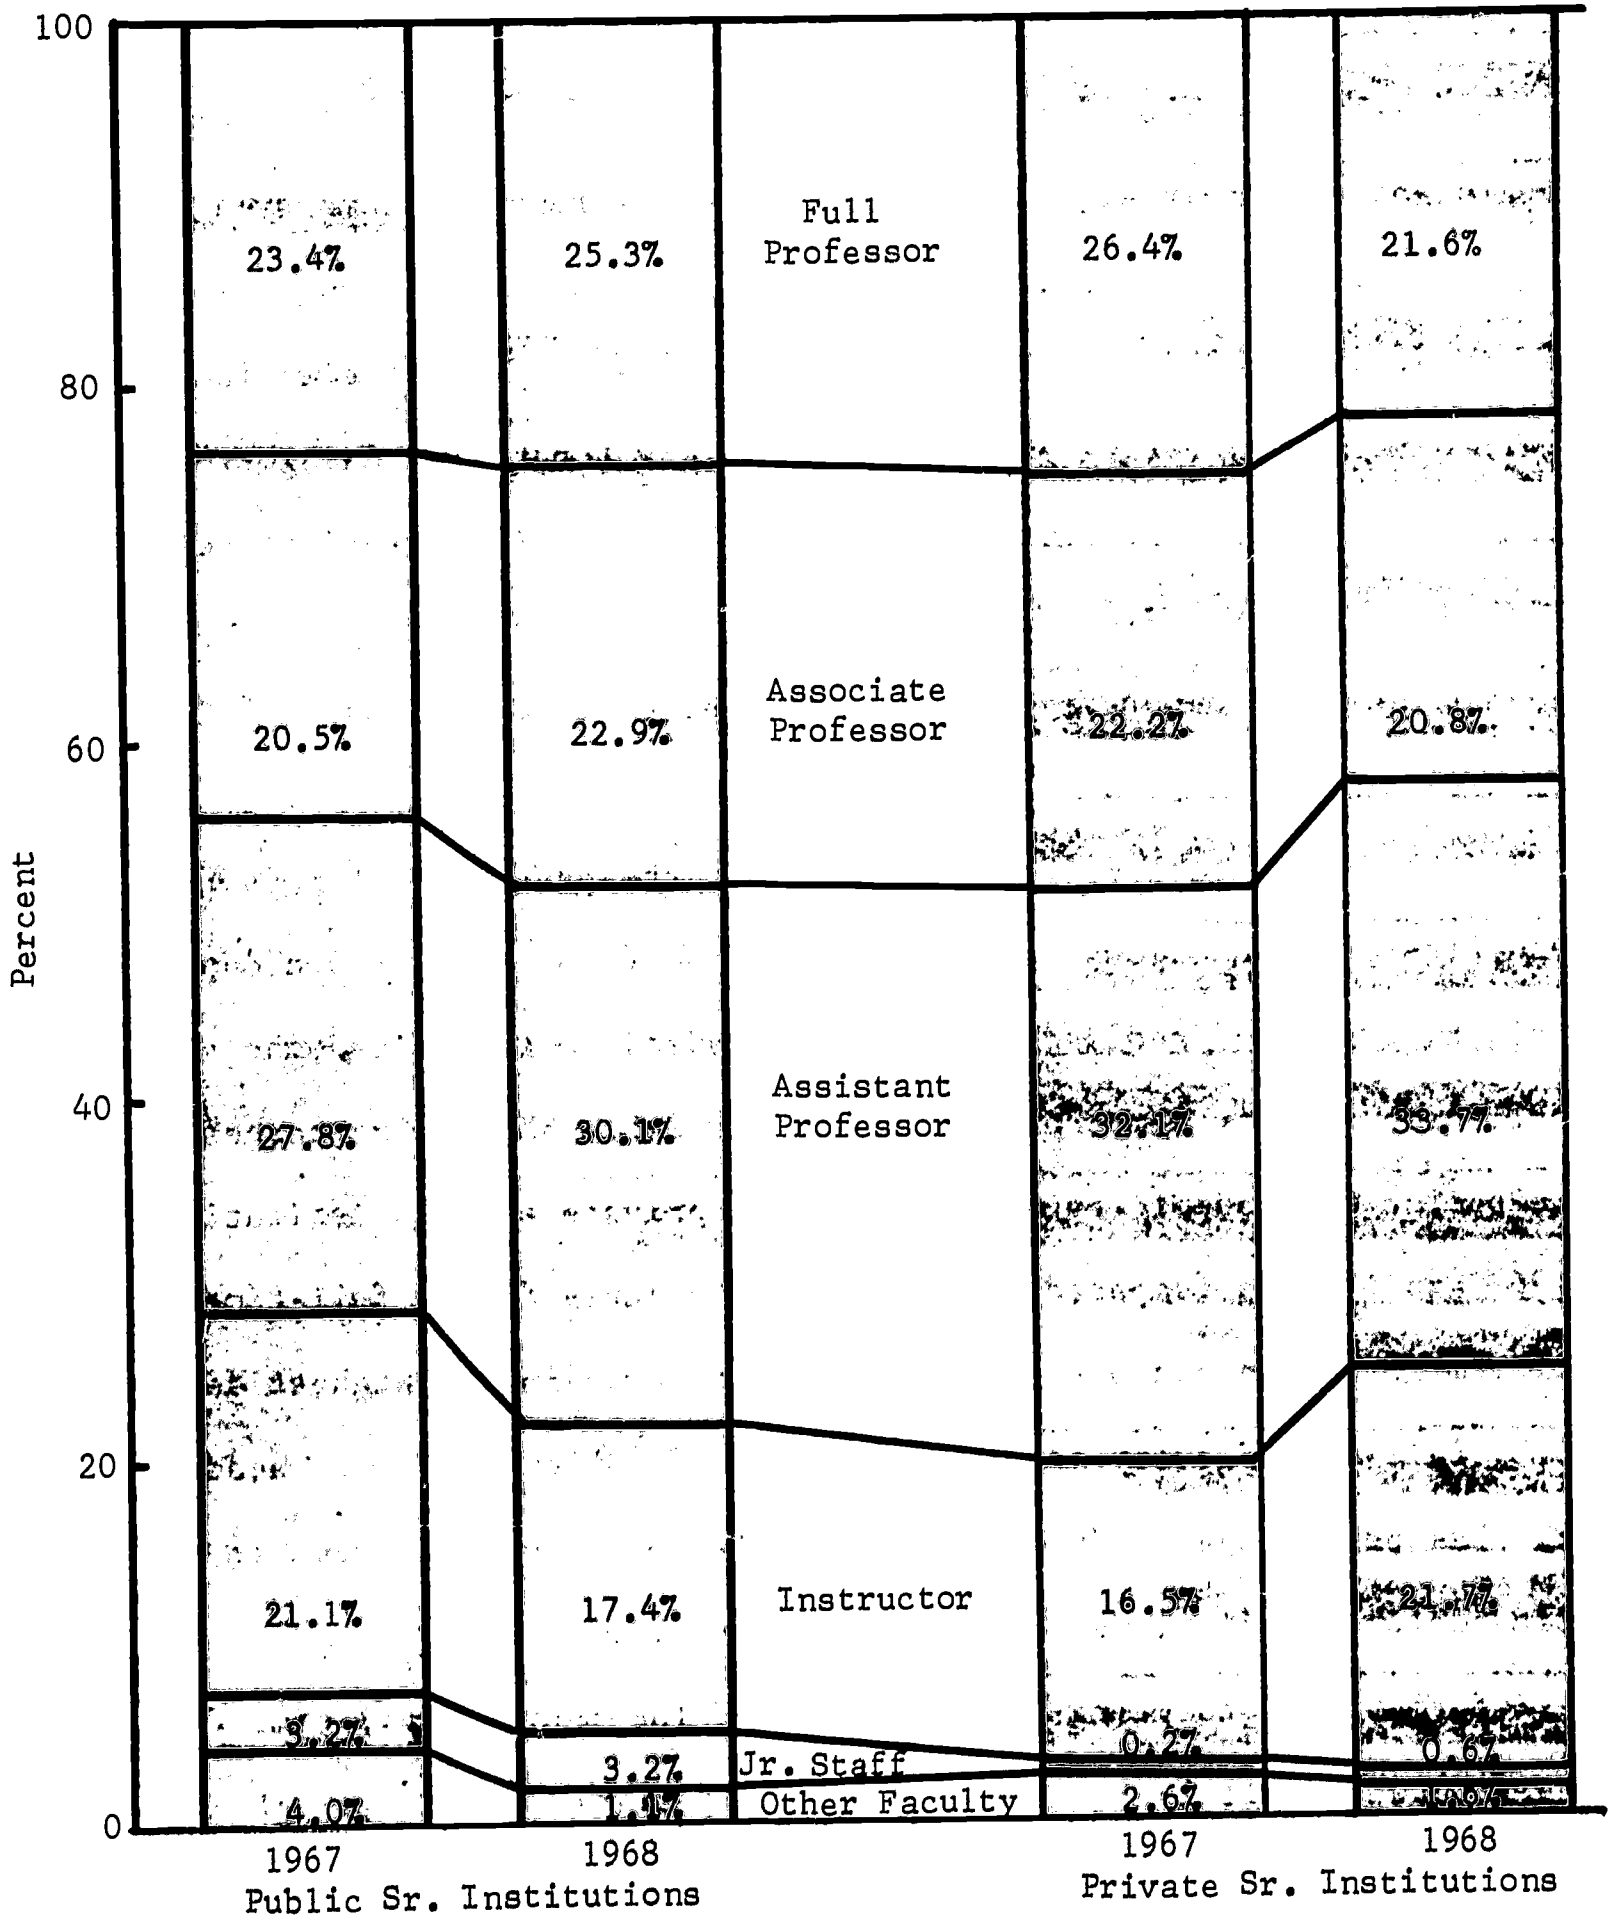 100
23.4%
25.3%
Full
Professor
26.4%
21.6%
80
20.5%
22.9%
Associate
Professor
22.2%
20.8%
60
Percent
27.8%
30.1%
Assistant
Professor
32.1%
33.7%
40
20
21.1%
17.4%
Instructor
16.5%
21.7%
3.2%
3.2%
Jr. Staff
0.2%
0.6%
4.0%
1.1%
Other Faculty
2.6%
0
1967
1968
1967
1968
Public Sr. Institutions
Private Sr. Institutions